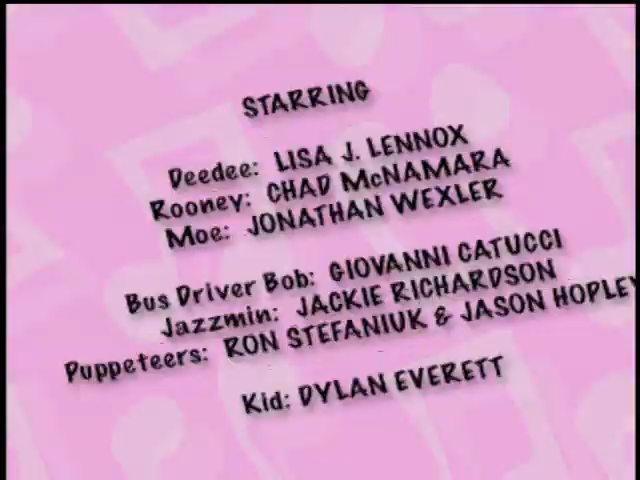 STARRING
Deedee: LISA J. LENNOX
Rooney: CHAD McNAMARA
Moe: JONATHAN WEXLER
Bus Driver Bob: GIOVANNI CATUCCI
Jazzmin: JACKIE RICHARDSON
Puppeteers: RON STEFANIUK & JASON HOPLEY
Kid: DYLAN EVERETT